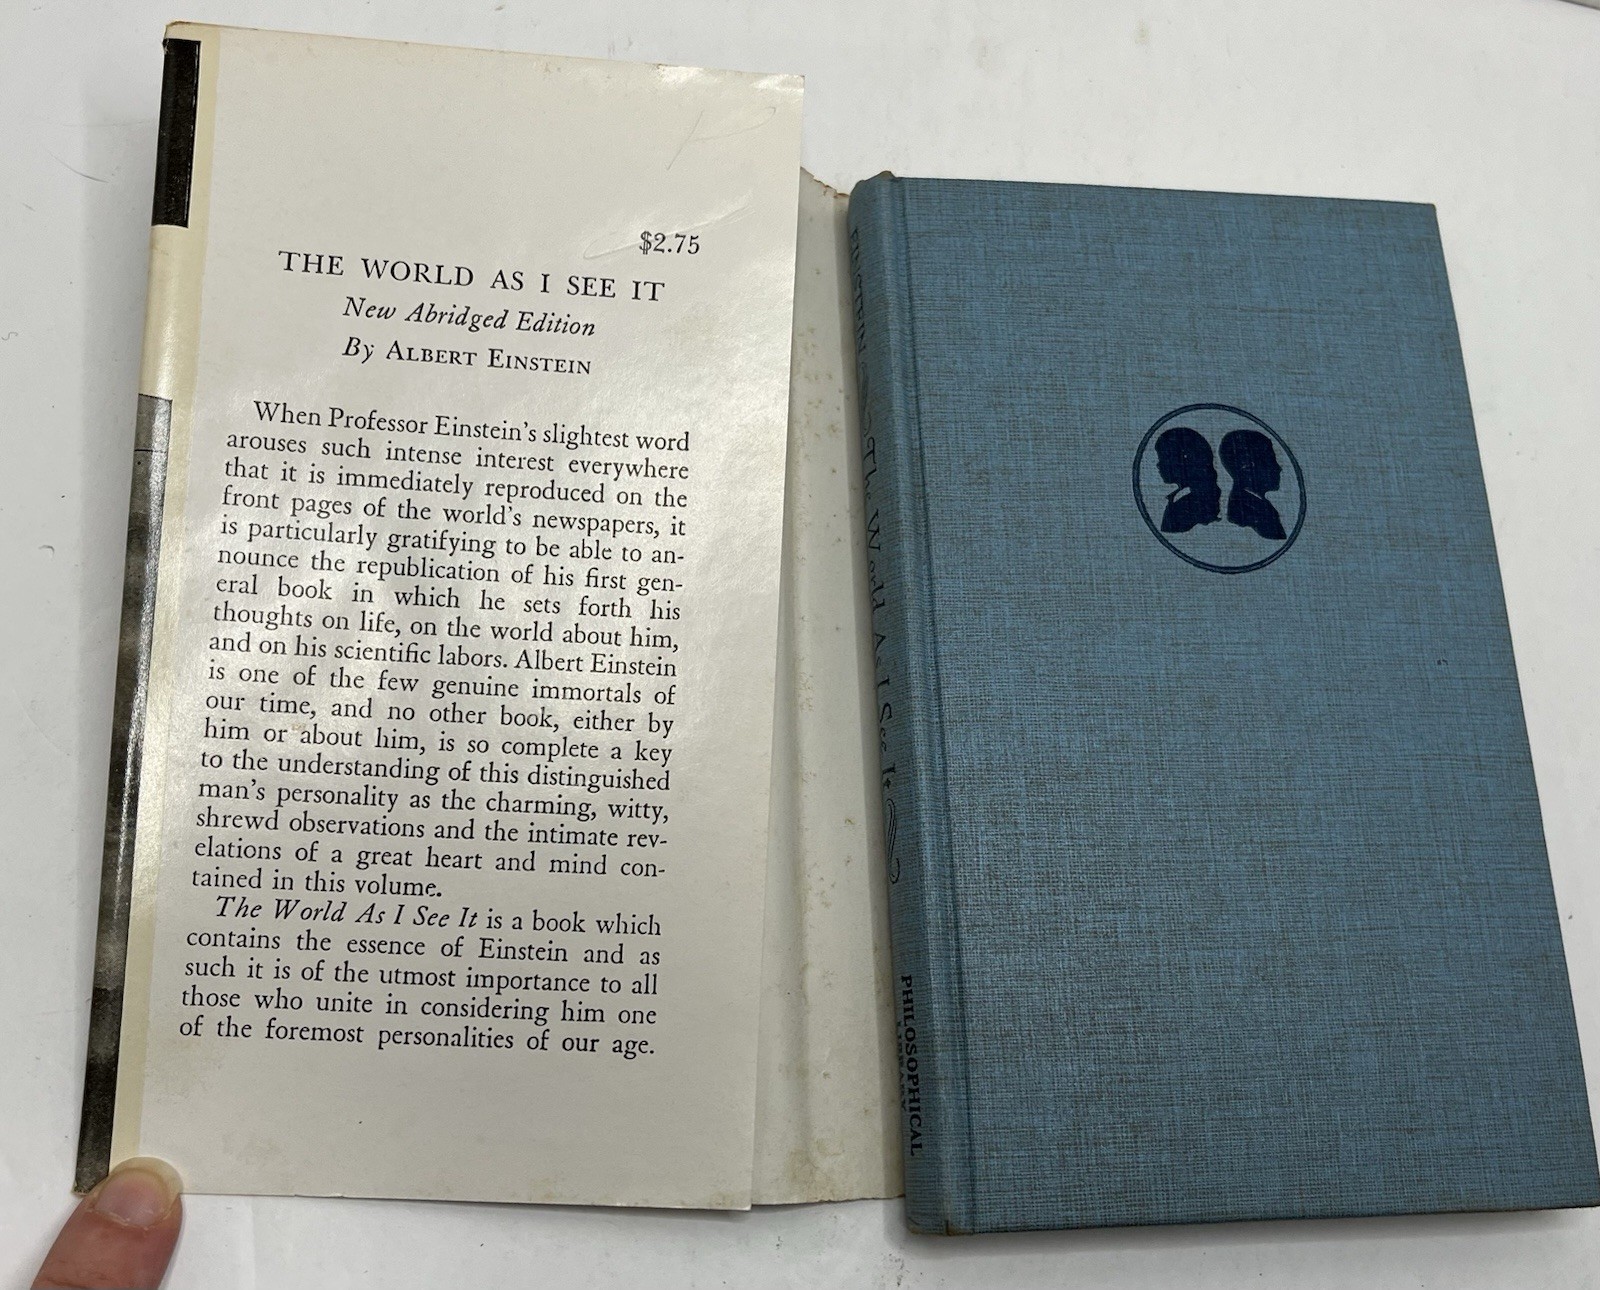 $2.75
THE WORLD AS I SEE IT
New Abridged Edition
By ALBERT EINSTEIN
When Professor Einstein's slightest word
arouses such intense interest everywhere
that it is immediately reproduced on the
front pages of the world's newspapers, it
is particularly gratifying to be able to an-
nounce the republication of his first gen-
eral book in which he sets forth his
thoughts on life, on the world about him,
and on his scientific labors. Albert Einstein
is one of the few genuine immortals of
our time, and no other book, either by
him or about him, is so complete a key
to the understanding of this distinguished
man's personality as the charming, witty,
shrewd observations and the intimate rev-
elations of a great heart and mind con-
tained in this volume.
The World As I See It is a book which
contains the essence of Einstein and as
such it is of the utmost importance to all
those who unite in considering him one
of the foremost personalities of our age.
EINSTEIN
The World As I See It
PHILOSOPHICAL
LIBRARY